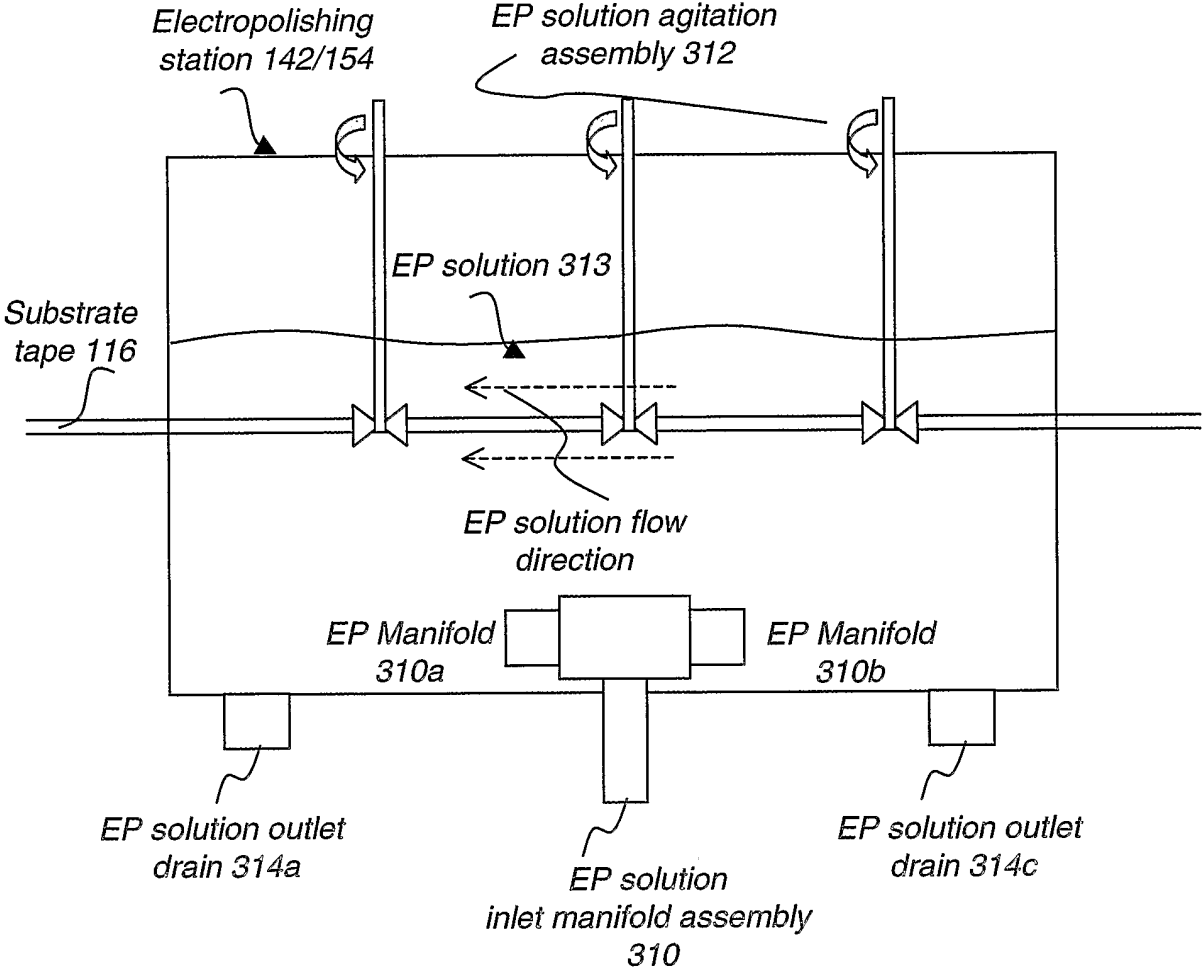 Electropolishing
station 142/154
EP solution agitation
assembly 312
EP solution 313
Substrate
tape 116
EP solution flow
direction
EP Manifold
310a
EP Manifold
310b
EP solution outlet
drain 314a
EP solution
inlet manifold assembly
310
EP solution outlet
drain 314c